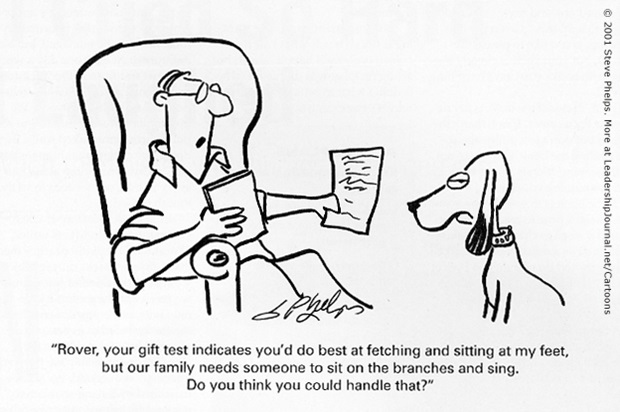 © 2001 Steve Phelps. More at LeadershipJournal.net/Cartoons
S Phelps
"Rover, your gift test indicates you'd do best at fetching and sitting at my feet,
but our family needs someone to sit on the branches and sing.
Do you think you could handle that?"